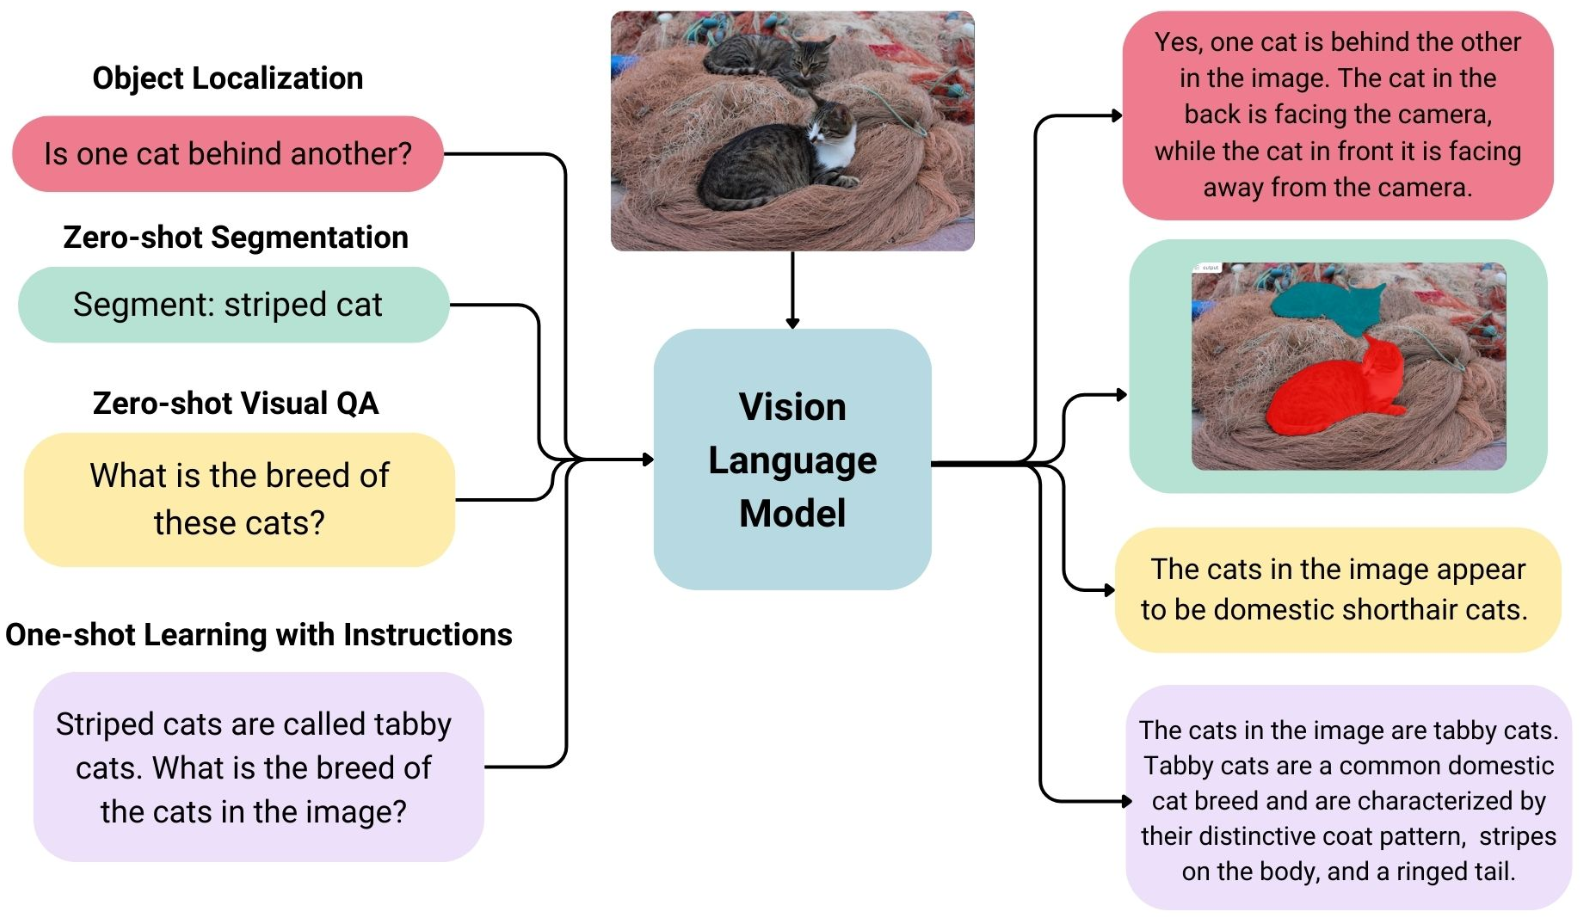 Object Localization
Is one cat behind another?
Zero-shot Segmentation
Segment: striped cat
Zero-shot Visual QA
What is the breed of
these cats?
One-shot Learning with Instructions
Striped cats are called tabby
cats. What is the breed of
the cats in the image?
Vision
Language
Model
Yes, one cat is behind the other
in the image. The cat in the
back is facing the camera,
while the cat in front it is facing
away from the camera.
The cats in the image appear
to be domestic shorthair cats.
The cats in the image are tabby cats.
Tabby cats are a common domestic
cat breed and are characterized by
their distinctive coat pattern, stripes
on the body, and a ringed tail.